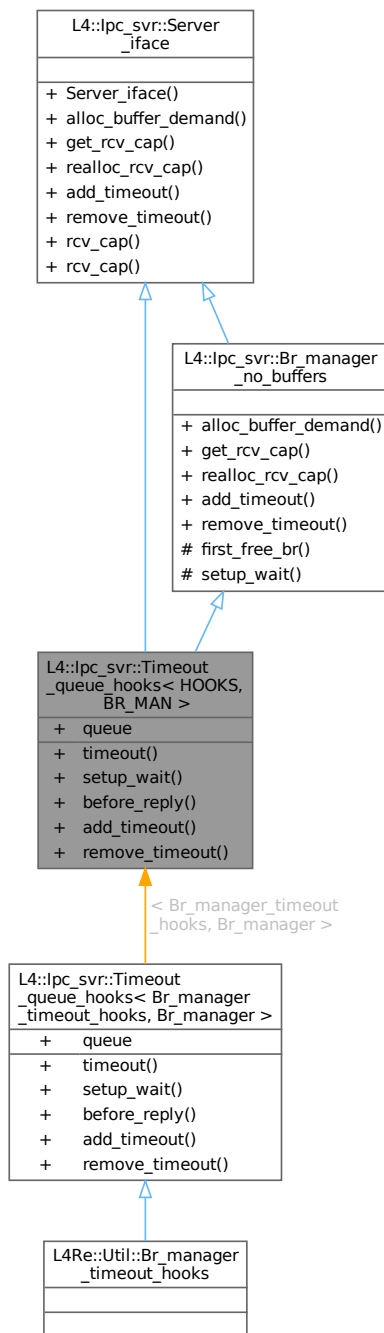 L4::Ipc_svr::Server
_iface
+ Server_iface()
+ alloc_buffer_demand()
+ get_rcv_cap()
+ realloc_rcv_cap()
+ add_timeout()
+ remove_timeout()
+ rcv_cap()
+ rcv_cap()
L4::Ipc_svr::Br_manager
_no_buffers
+ alloc_buffer_demand()
+ get_rcv_cap()
+ realloc_rcv_cap()
+ add_timeout()
+ remove_timeout()
# first_free_br()
# setup_wait()
L4::Ipc_svr::Timeout
_queue_hooks< HOOKS,
BR_MAN >
+ queue
+ timeout()
+ setup_wait()
+ before_reply()
+ add_timeout()
+ remove_timeout()
< Br_manager_timeout
_hooks, Br_manager >
L4::Ipc_svr::Timeout
_queue_hooks< Br_manager
_timeout_hooks, Br_manager >
+ queue
+ timeout()
+ setup_wait()
+ before_reply()
+ add_timeout()
+ remove_timeout()
L4Re::Util::Br_manager
_timeout_hooks